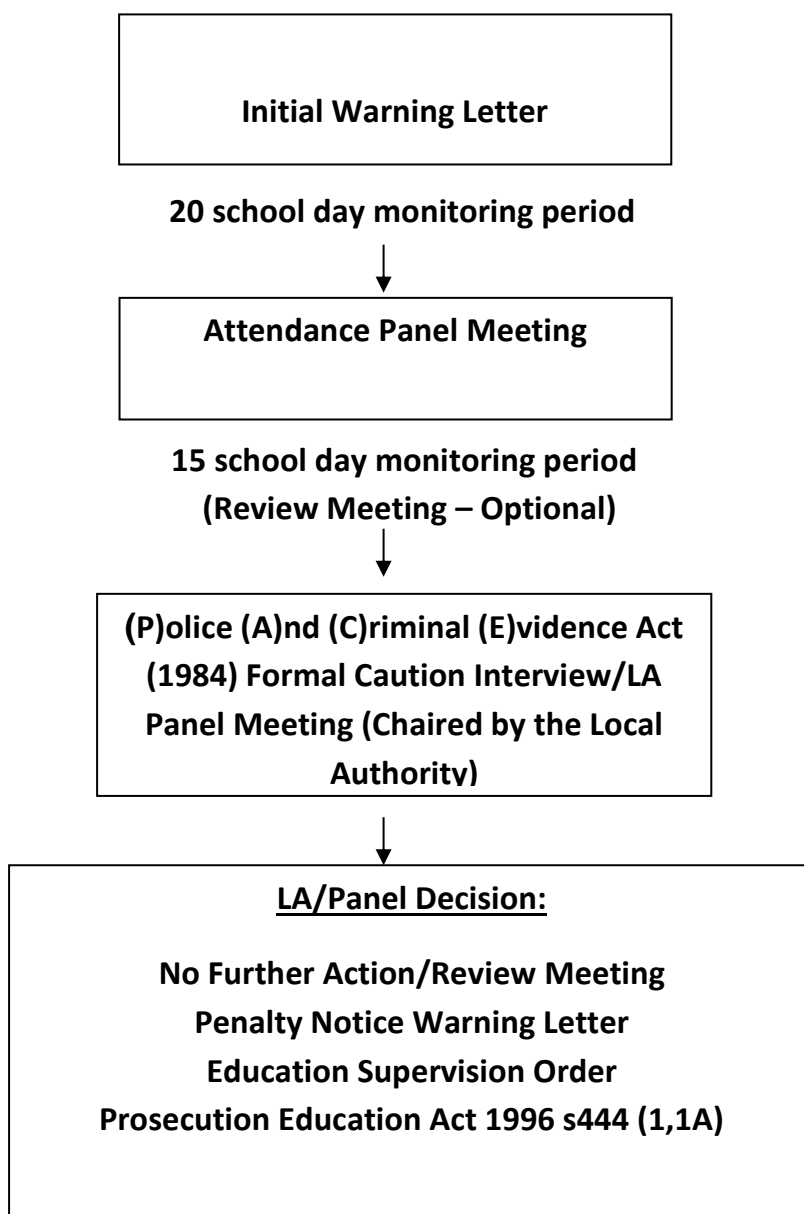 Initial Warning Letter
20 school day monitoring period
Attendance Panel Meeting
15 school day monitoring period
(Review Meeting – Optional)
(P)olice (A)nd (C)riminal (E)vidence Act
(1984) Formal Caution Interview/LA
Panel Meeting (Chaired by the Local
Authority)
LA/Panel Decision:
No Further Action/Review Meeting
Penalty Notice Warning Letter
Education Supervision Order
Prosecution Education Act 1996 s444 (1,1A)